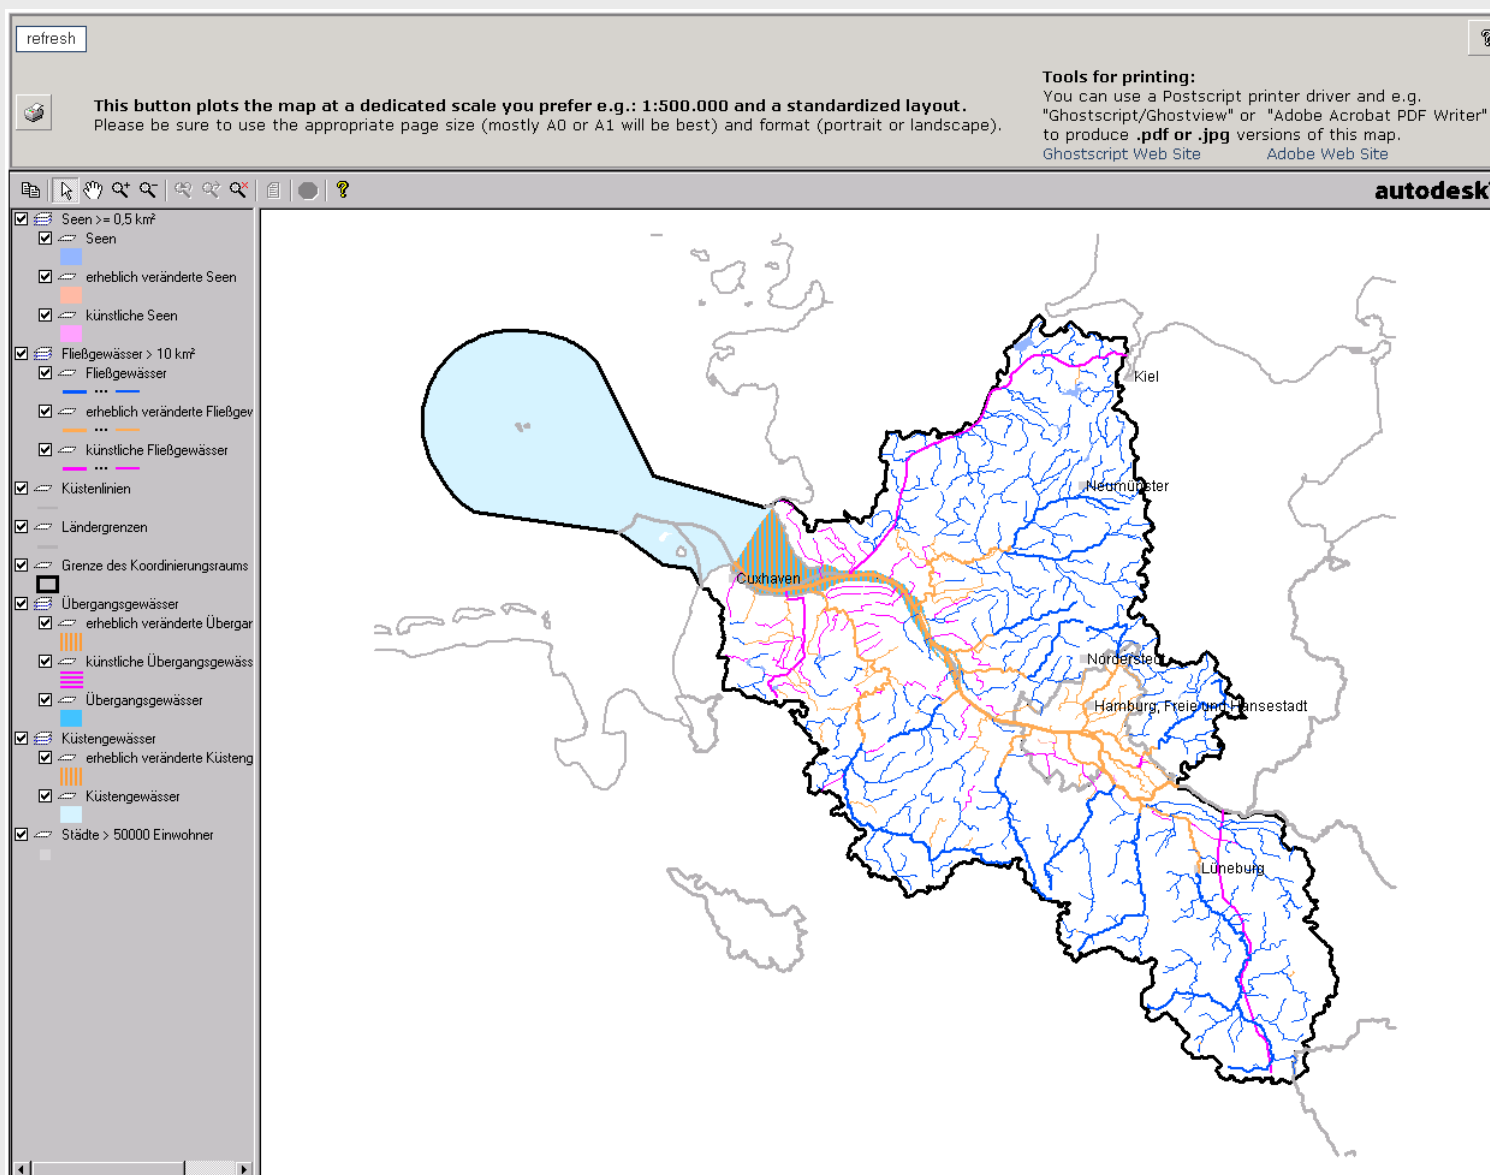 refresh
This button plots the map at a dedicated scale you prefer e.g.: 1:500.000 and a standardized layout.
Please be sure to use the appropriate page size (mostly A0 or A1 will be best) and format (portrait or landscape).
Tools for printing:
You can use a Postscript printer driver and e.g.
"Ghostscript/Ghostview" or "Adobe Acrobat PDF Writer"
to produce .pdf or .jpg versions of this map.
Ghostscript Web Site Adobe Web Site
autodesk
Seen >= 0,5 km²
Seen
erheblich veränderte Seen
künstliche Seen
Fließgewässer > 10 km²
Fließgewässer
erheblich veränderte Fließgew
künstliche Fließgewässer
Küstenlinien
Ländergrenzen
Grenze des Koordinierungsraums
Übergangsgewässer
erheblich veränderte Übergar
künstliche Übergangsgewäss
Übergangsgewässer
Küstengewässer
erheblich veränderte Küsteng
Küstengewässer
Städte > 50000 Einwohner
Kiel
Neumünster
Cuxhaven
Norderstedt
Hamburg, Freie und Hansestadt
Lüneburg